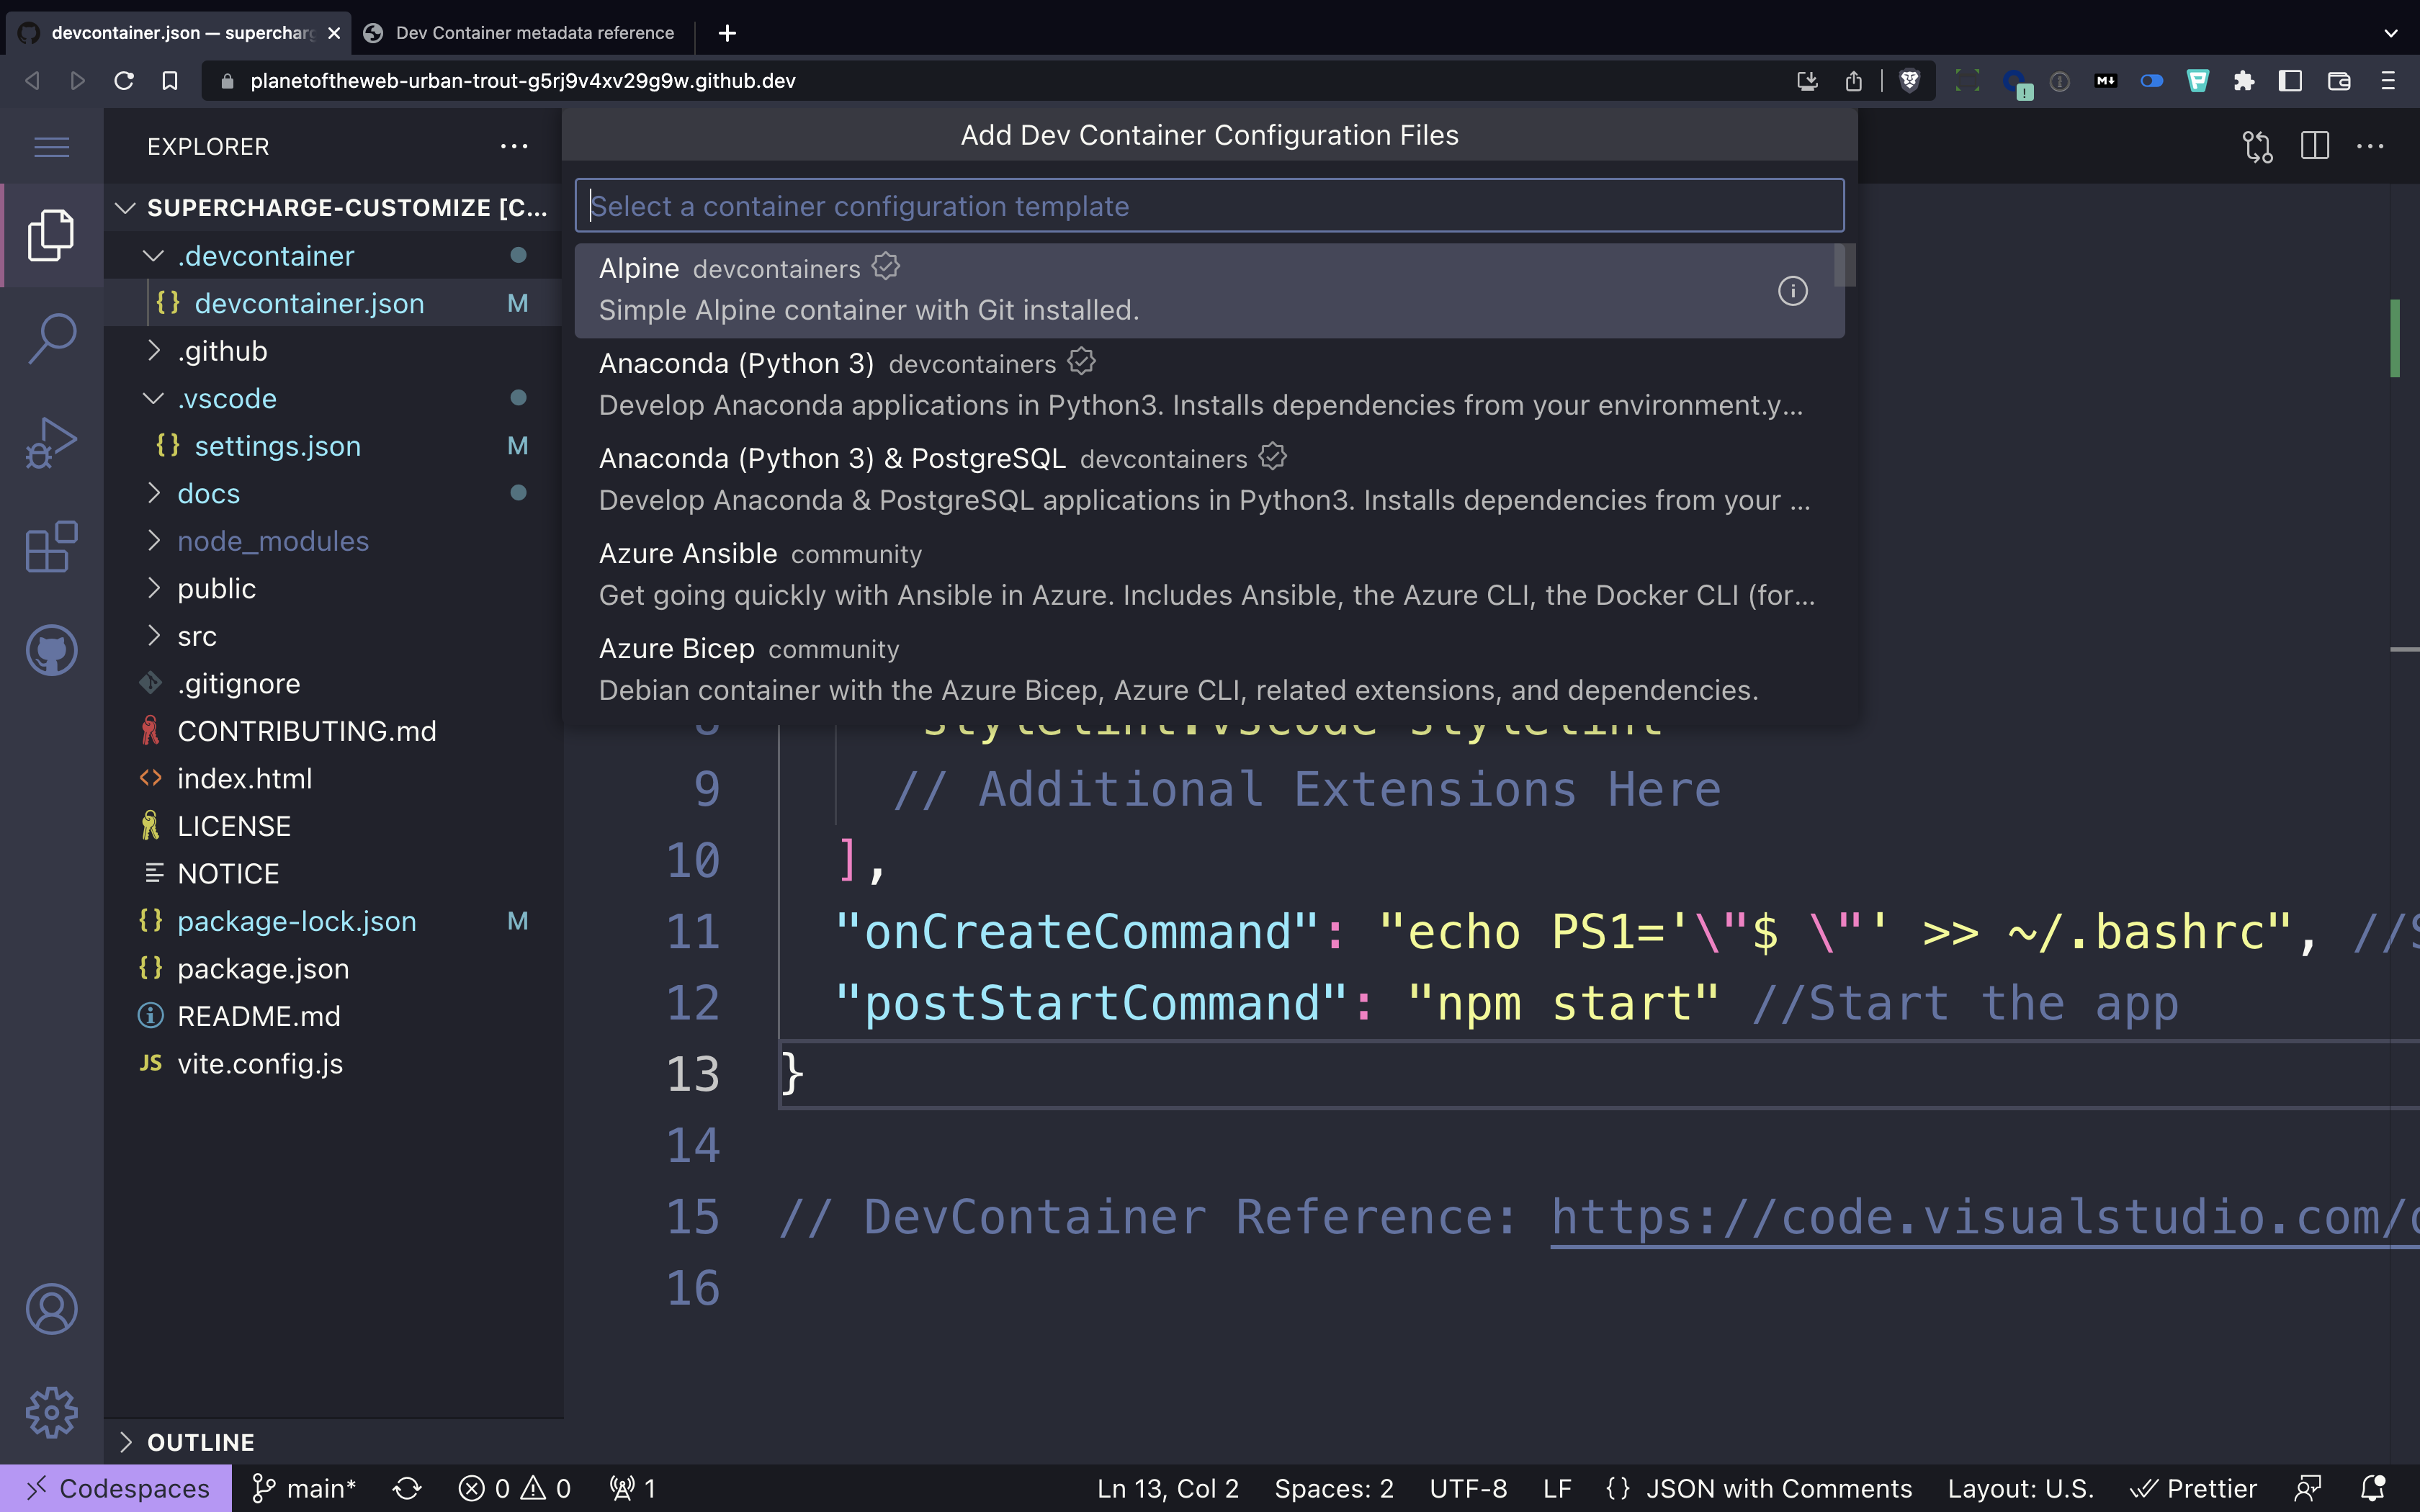 devcontainer.json — supercharg
Dev Container metadata reference
planetoftheweb-urban-trout-g5rj9v4xv29g9w.github.dev
M↓
EXPLORER
SUPERCHARGE-CUSTOMIZE [C...
.devcontainer
{} devcontainer.json M
.github
.vscode
{} settings.json M
docs
node_modules
public
src
.gitignore
CONTRIBUTING.md
<> index.html
LICENSE
NOTICE
{} package-lock.json M
{} package.json
README.md
JS vite.config.js
OUTLINE
Add Dev Container Configuration Files
Select a container configuration template
Alpine devcontainers
Simple Alpine container with Git installed.
Anaconda (Python 3) devcontainers
Develop Anaconda applications in Python3. Installs dependencies from your environment.y...
Anaconda (Python 3) & PostgreSQL devcontainers
Develop Anaconda & PostgreSQL applications in Python3. Installs dependencies from your ...
Azure Ansible community
Get going quickly with Ansible in Azure. Includes Ansible, the Azure CLI, the Docker CLI (for...
Azure Bicep community
Debian container with the Azure Bicep, Azure CLI, related extensions, and dependencies.
8 stylelint.vscode-stylelint
9 // Additional Extensions Here
10 ],
11 "onCreateCommand": "echo PS1='\"$ \"' >> ~/.bashrc", //S
12 "postStartCommand": "npm start" //Start the app
13 }
14
15 // DevContainer Reference: https://code.visualstudio.com/
16
Codespaces main* 0 0 1 Ln 13, Col 2 Spaces: 2 UTF-8 LF {} JSON with Comments Layout: U.S. Prettier